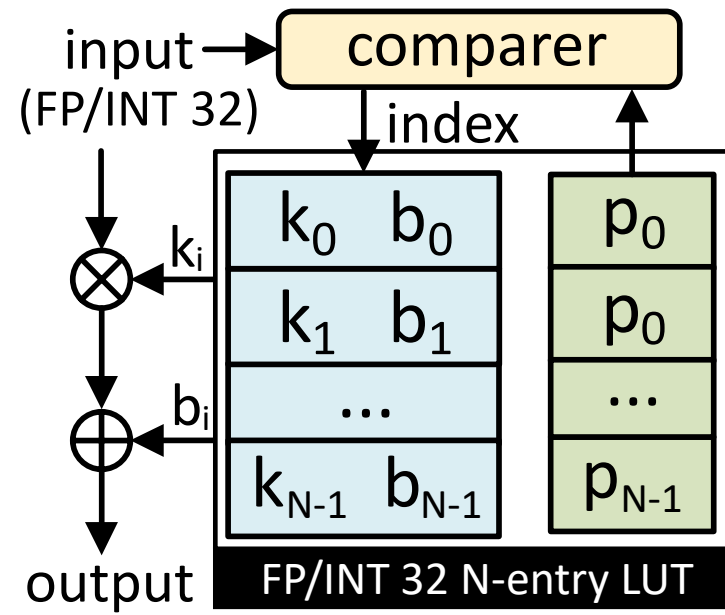 input
(FP/INT 32)
comparer
index
k₀ b₀
k₁ b₁
...
kN-1 bN-1
p₀
p₀
...
pN-1
kᵢ
bᵢ
output
FP/INT 32 N-entry LUT